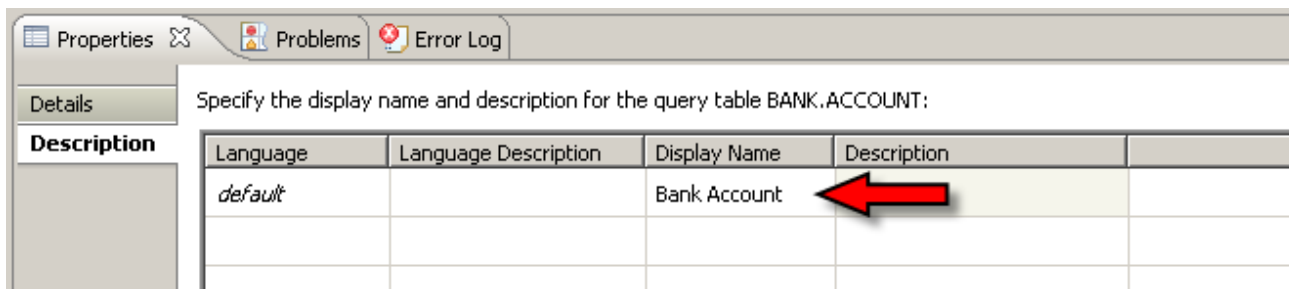 Properties Problems Error Log
Details
Description
Specify the display name and description for the query table BANK.ACCOUNT:
Language Language Description Display Name Description
default Bank Account